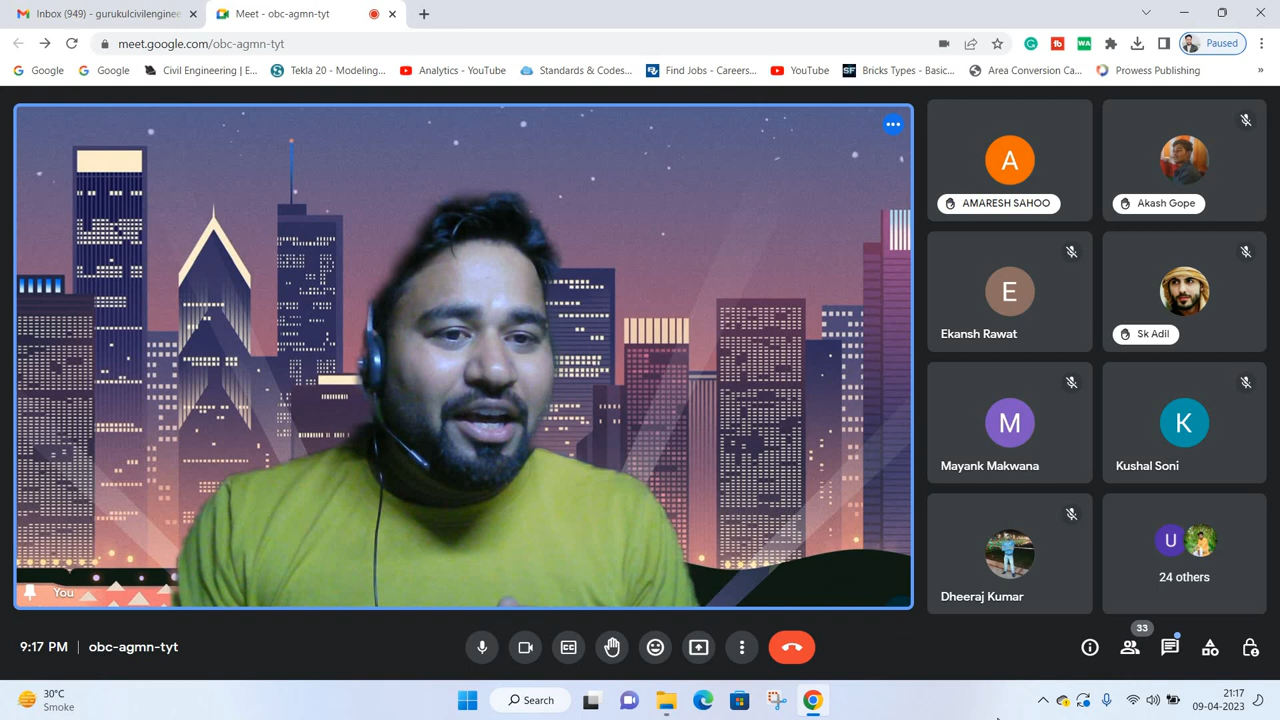 Inbox (949) - gurukulcivilengine
Meet - obc-agmn-tyt
meet.google.com/obc-agmn-tyt
Paused
Google
Google
Civil Engineering | E...
Tekla 20 - Modeling...
Analytics - YouTube
Standards & Codes...
Find Jobs - Careers...
YouTube
SF
Bricks Types - Basic...
Area Conversion Ca...
Prowess Publishing
»
A
AMARESH SAHOO
Akash Gope
E
Ekansh Rawat
Sk Adil
M
Mayank Makwana
K
Kushal Soni
Dheeraj Kumar
U
24 others
You
9:17 PM
obc-agmn-tyt
33
30°C
Smoke
Search
21:17
09-04-2023